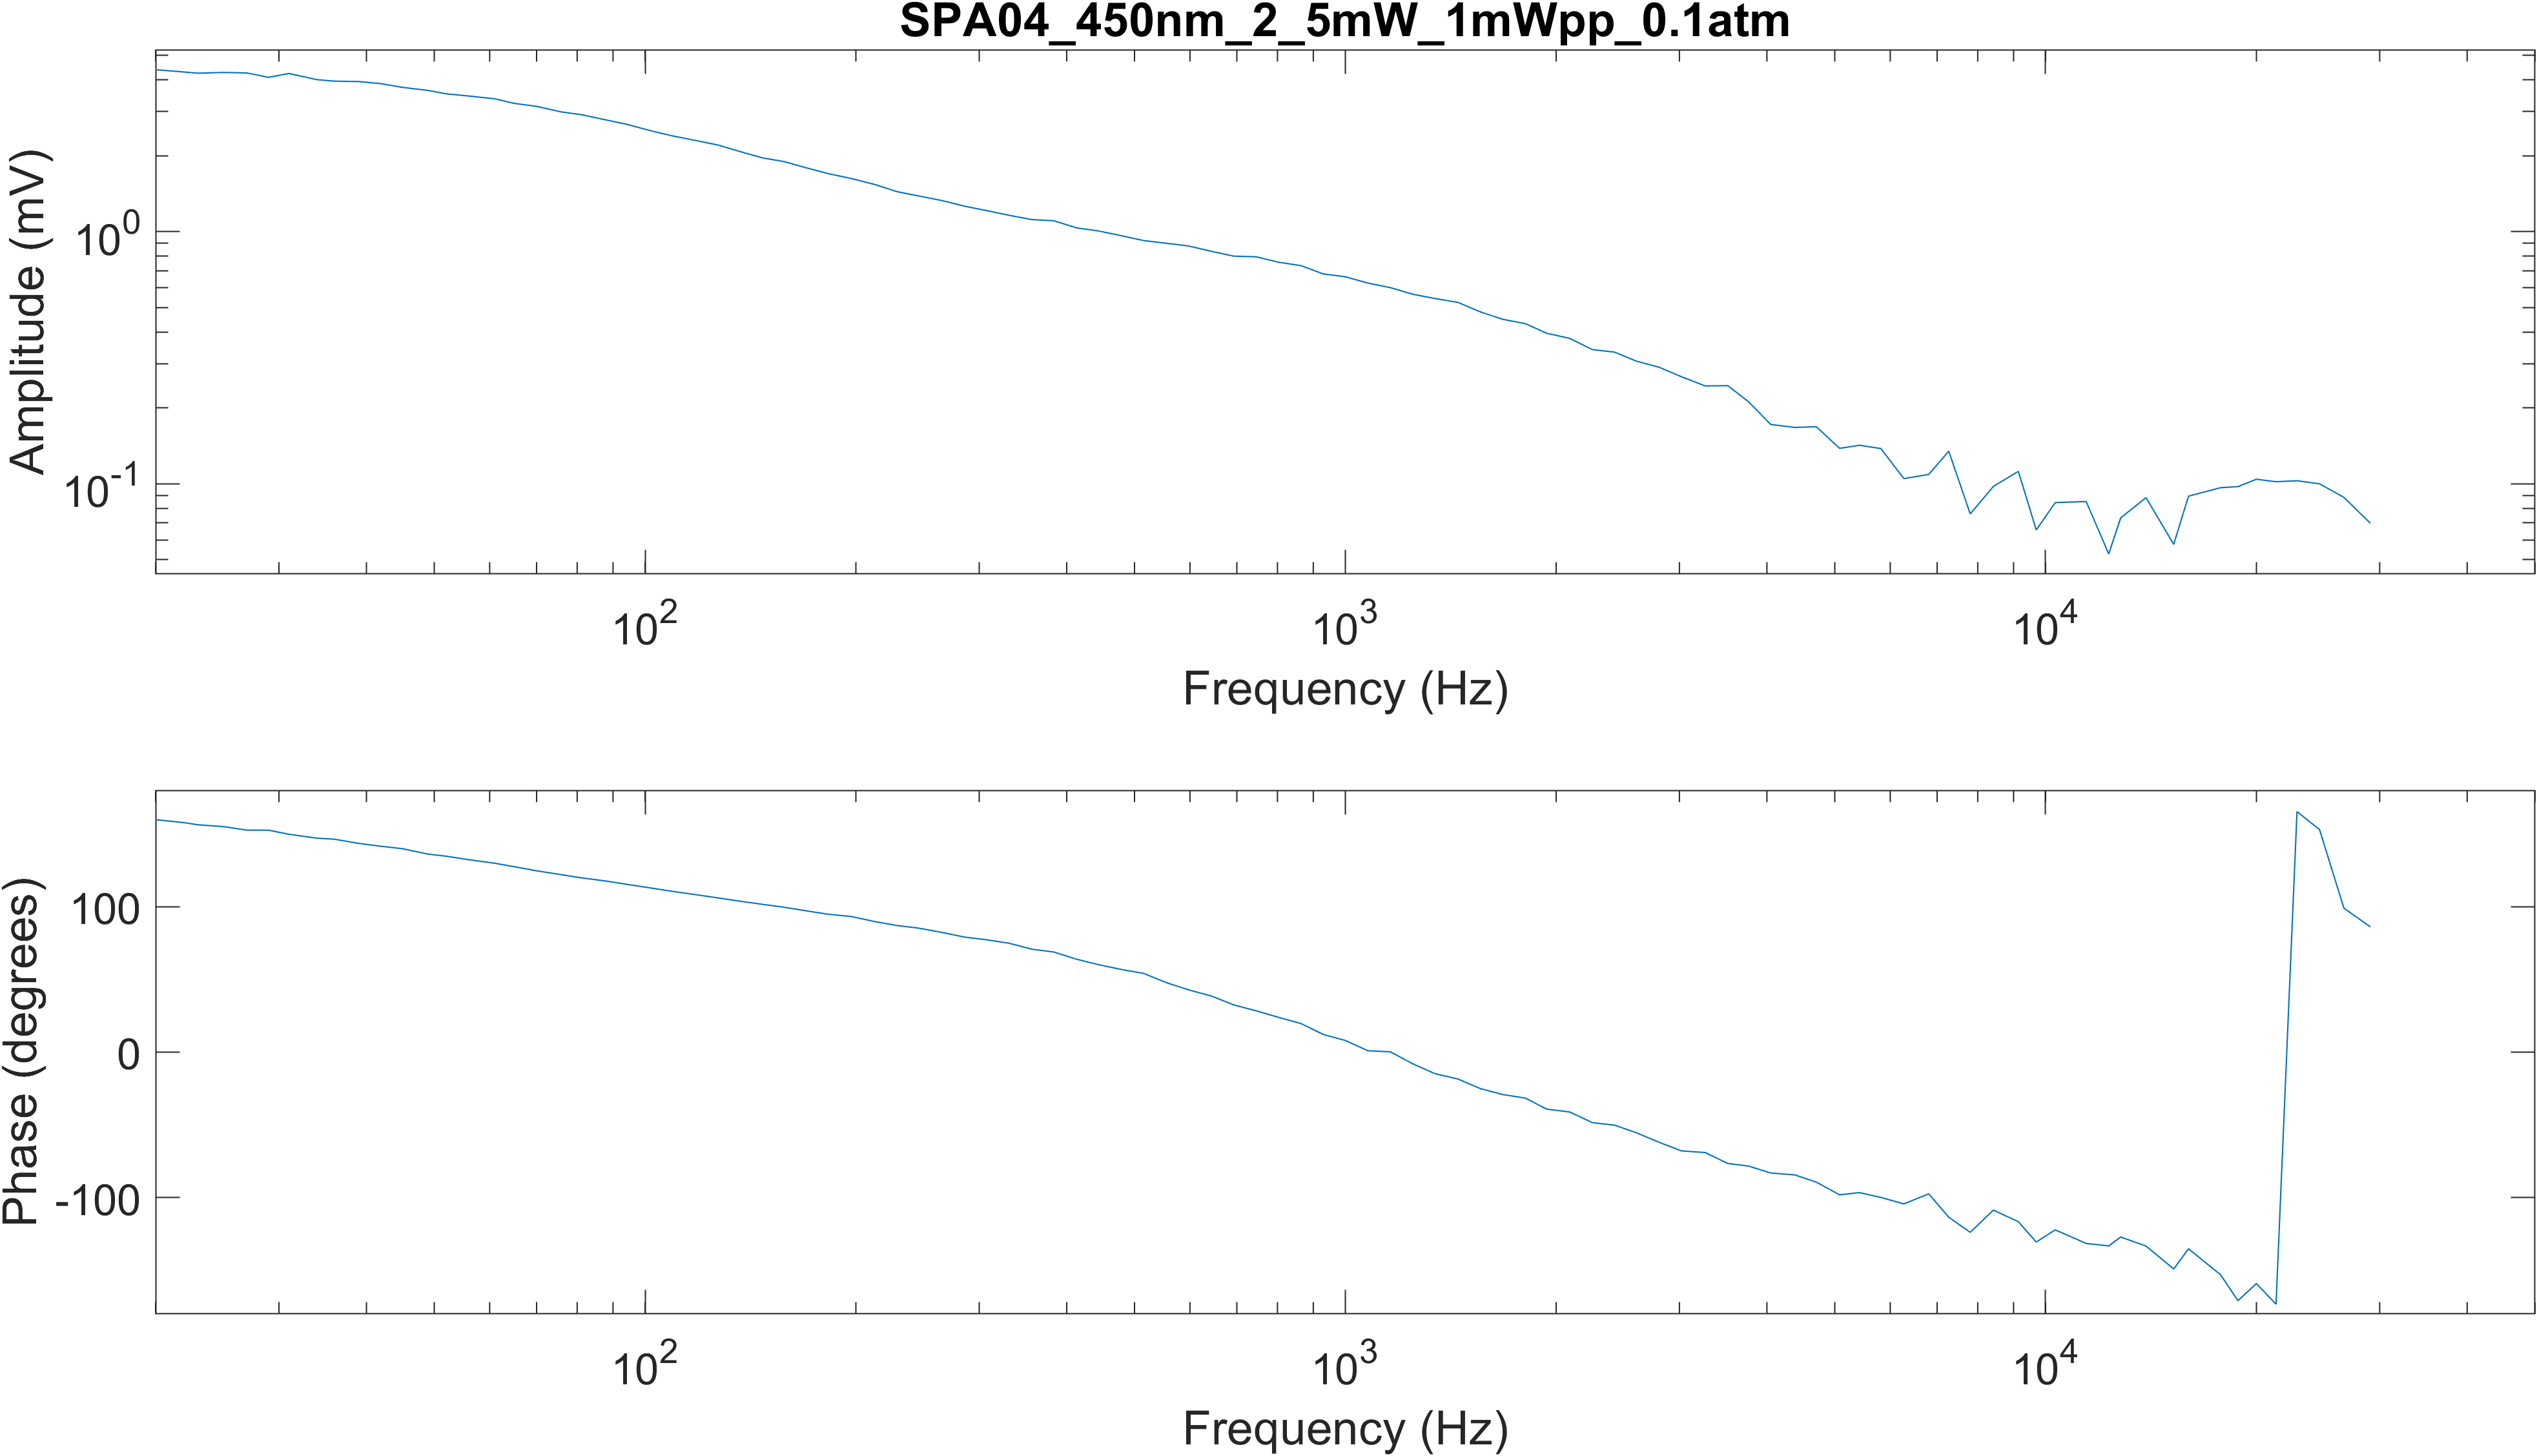 SPA04_450nm_2_5mW_1mWpp_0.1atm
Amplitude (mV)
10^0
10^-1
10^2
10^3
10^4
Frequency (Hz)
Phase (degrees)
100
0
-100
10^2
10^3
10^4
Frequency (Hz)